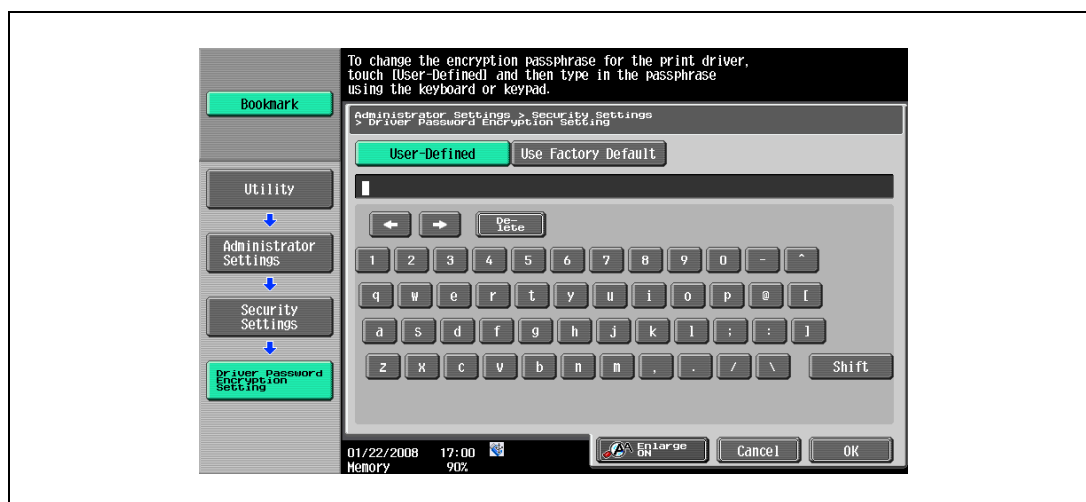 To change the encryption passphrase for the print driver,
touch [User-Defined] and then type in the passphrase
using the keyboard or keypad.
Bookmark
Administrator Settings > Security Settings
> Driver Password Encryption Setting
User-Defined Use Factory Default
Utility
De-
lete
Administrator
Settings
1 2 3 4 5 6 7 8 9 0 - ^
q w e r t y u i o p @ [
Security
Settings
a s d f g h j k l ; : ]
Driver Password
Encryption
Setting
z x c v b n m , . / \ Shift
Enlarge
ON
Cancel OK
01/22/2008 17:00
Memory 90%